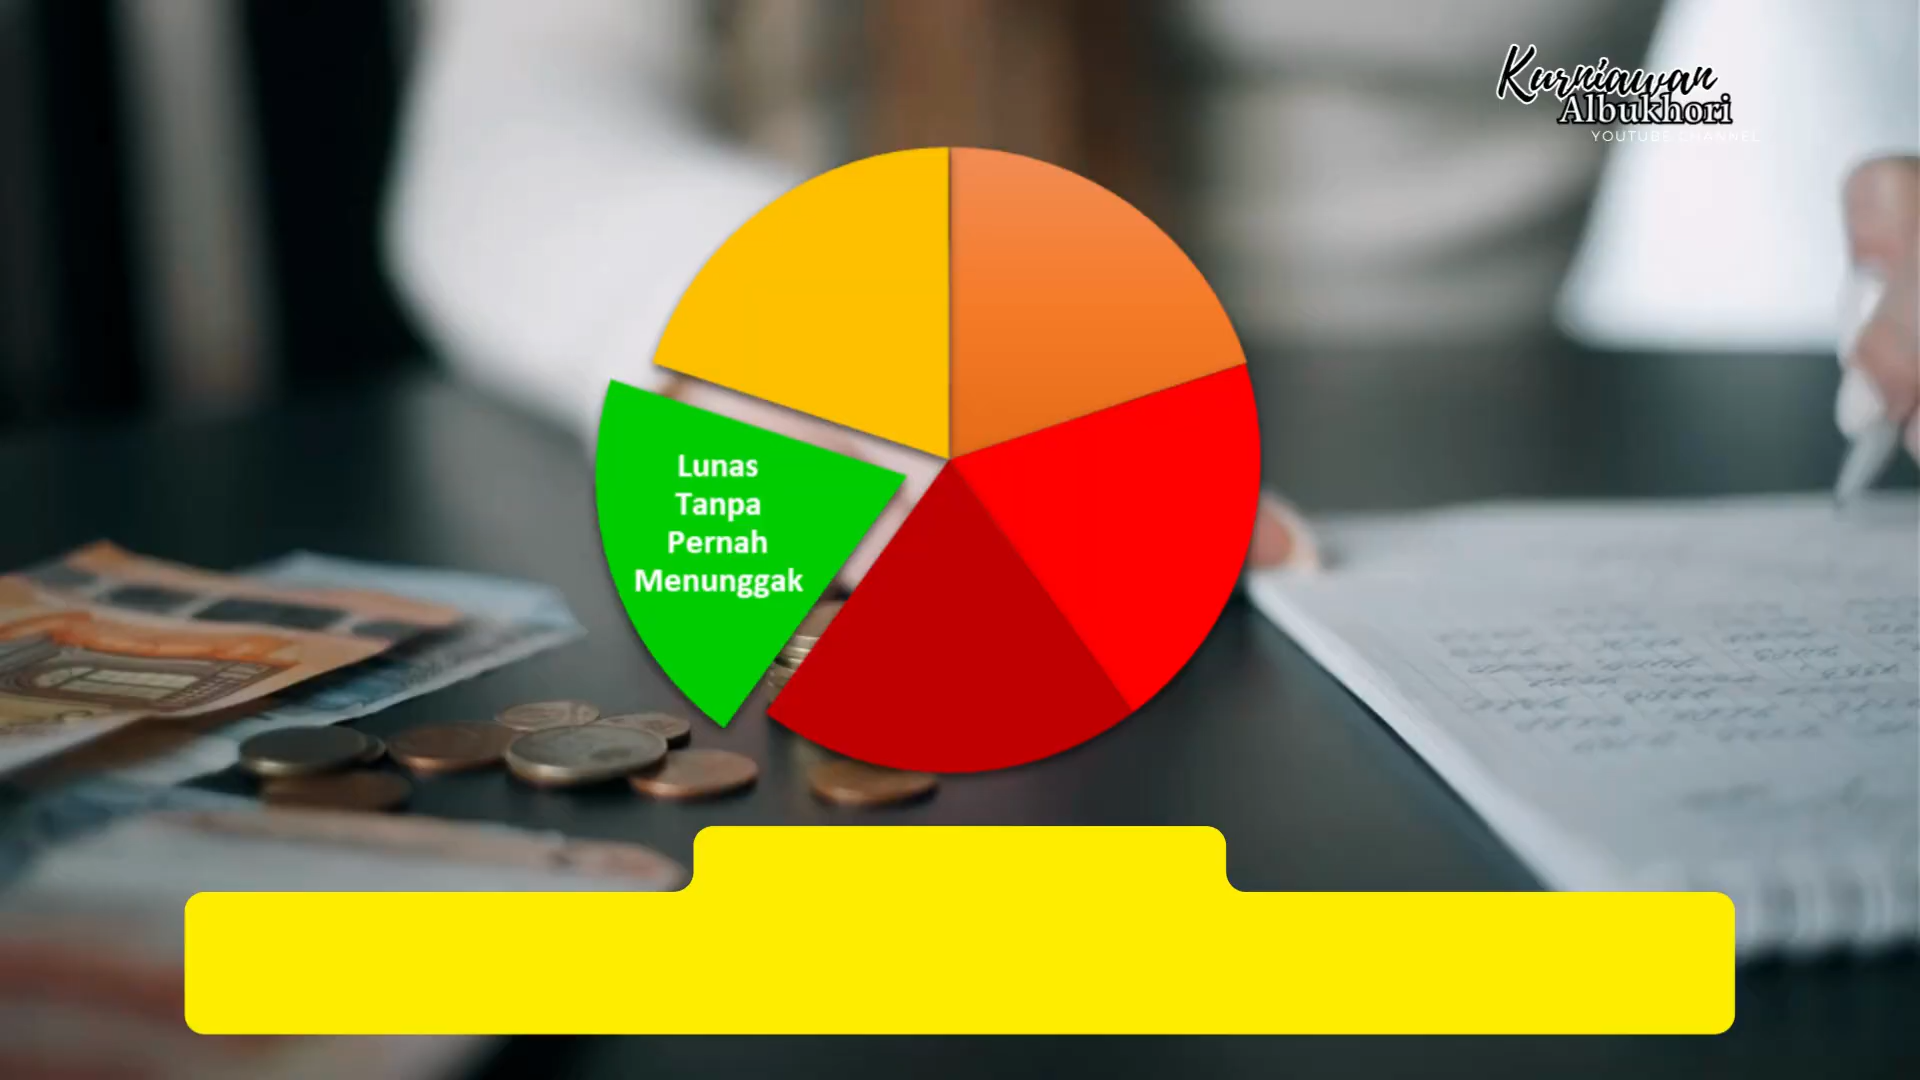 Kurniawan
Albukhori
YOUTUBE CHANNEL
Lunas
Tanpa
Pernah
Menunggak